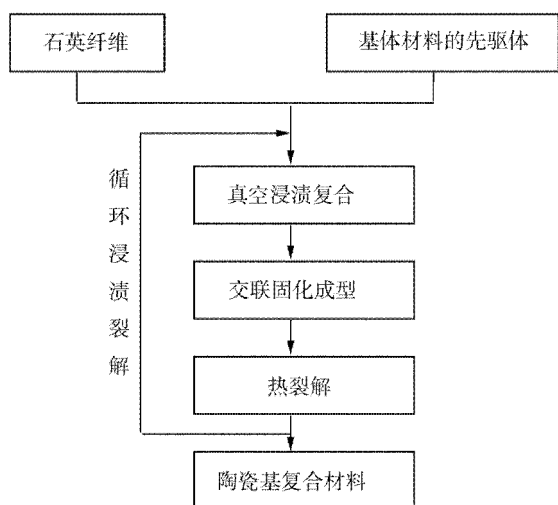 石英纤维
基体材料的先驱体
循环浸渍裂解
真空浸渍复合
交联固化成型
热裂解
陶瓷基复合材料